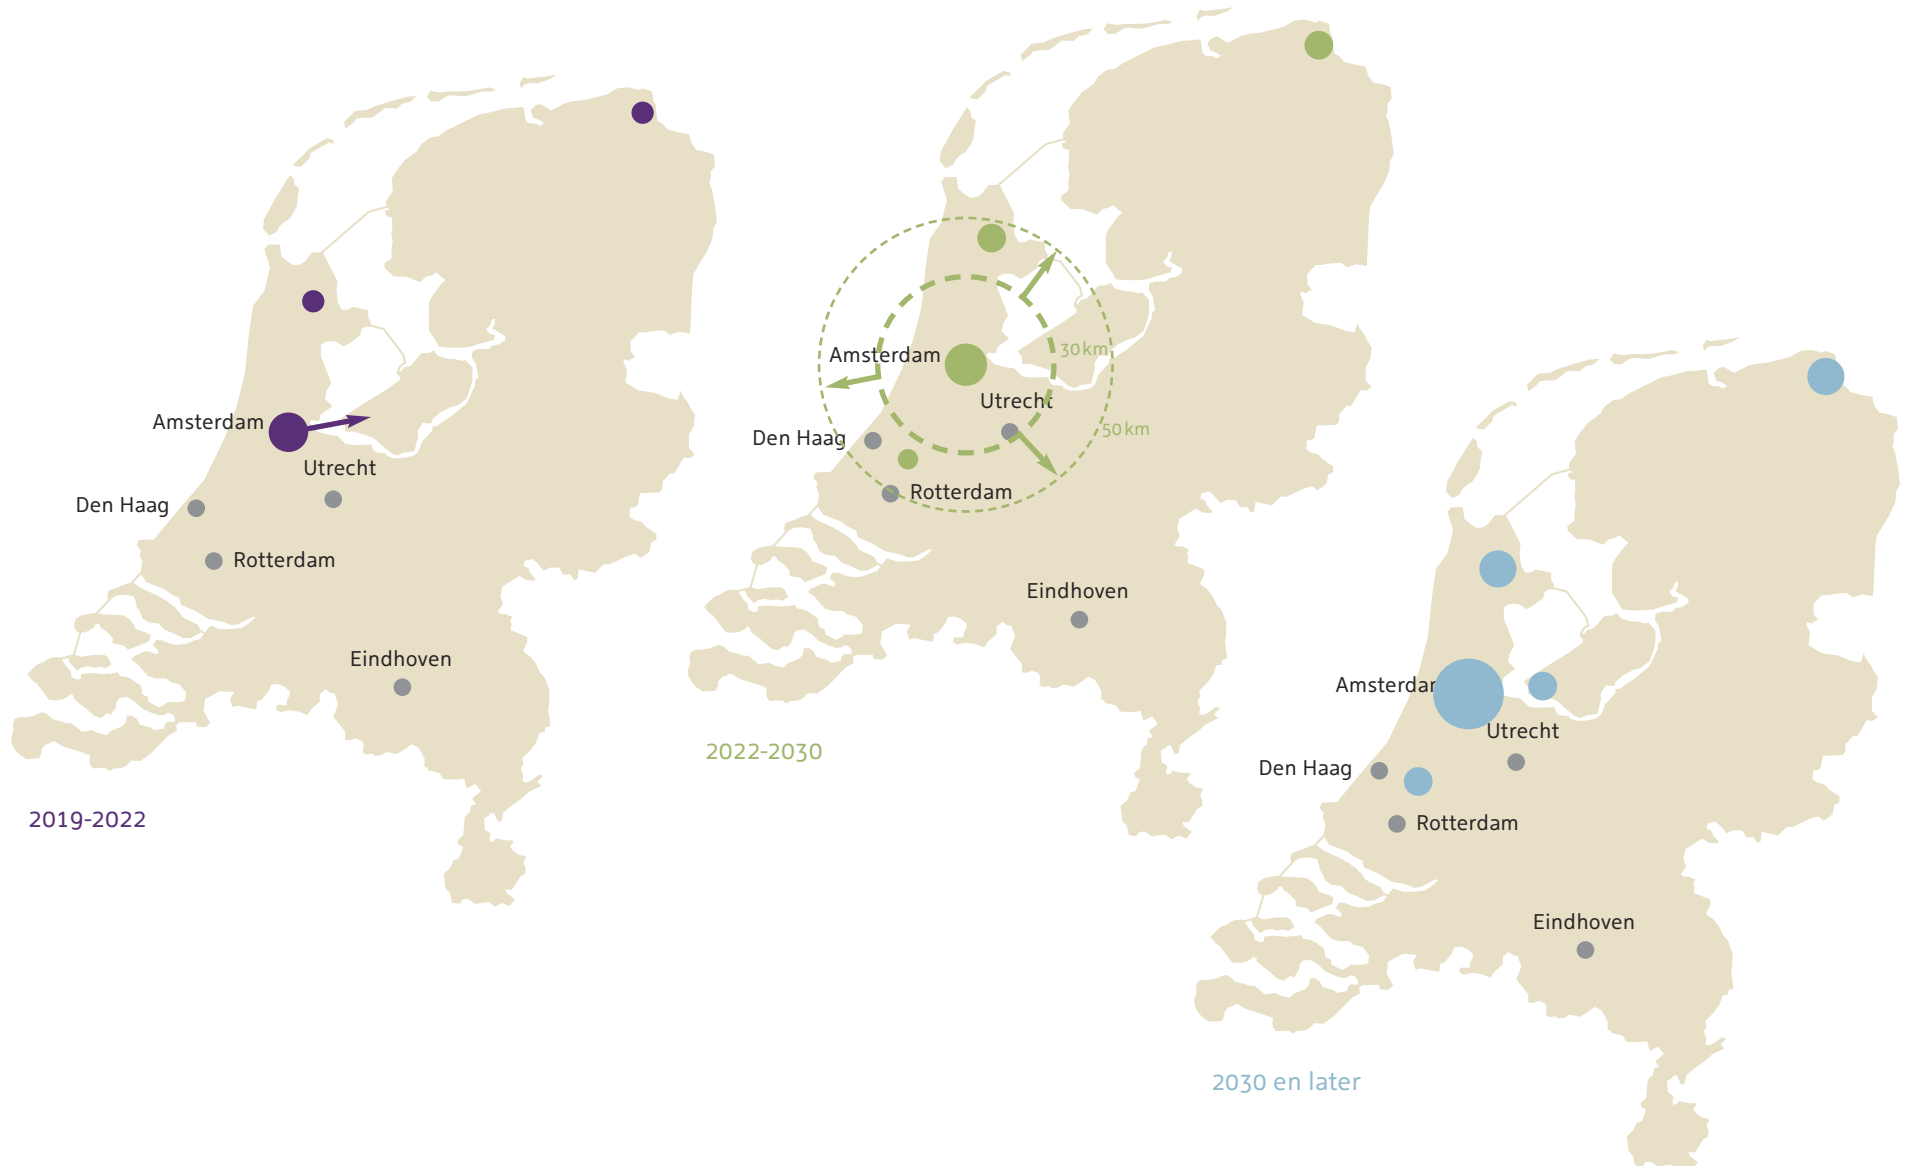 Amsterdam
Utrecht
Den Haag
Rotterdam
Eindhoven
2019-2022
Amsterdam
30 km
Utrecht
50 km
Den Haag
Rotterdam
Eindhoven
2022-2030
Amsterdar
Utrecht
Den Haag
Rotterdam
Eindhoven
2030 en later